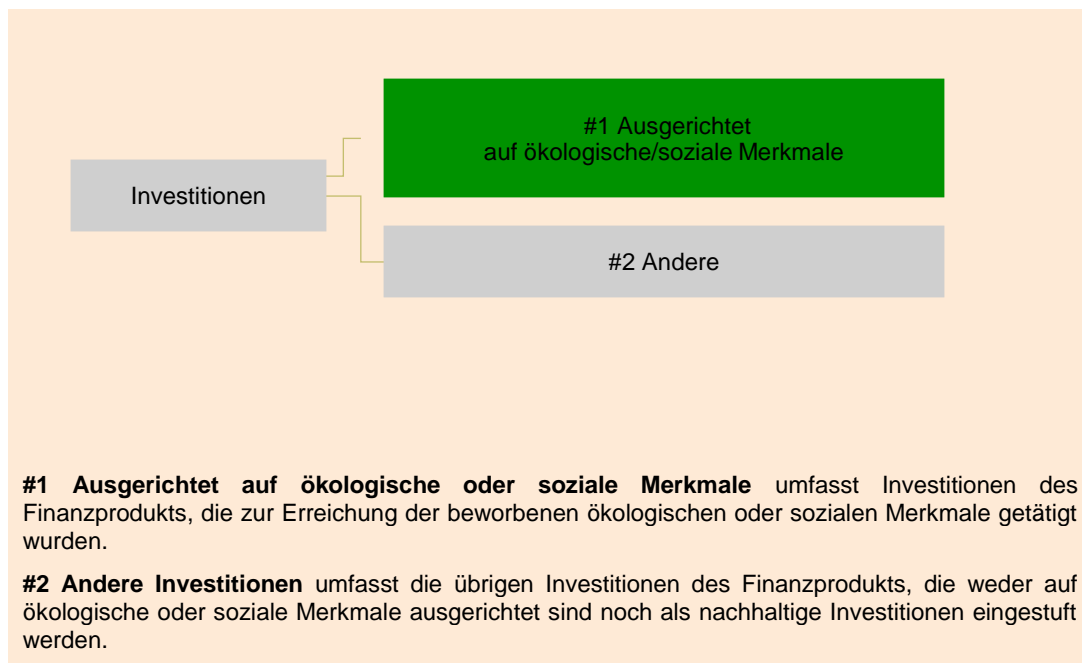 #1 Ausgerichtet
auf ökologische/soziale Merkmale
Investitionen
#2 Andere
#1 Ausgerichtet auf ökologische oder soziale Merkmale umfasst Investitionen des
Finanzprodukts, die zur Erreichung der beworbenen ökologischen oder sozialen Merkmale getätigt
wurden.
#2 Andere Investitionen umfasst die übrigen Investitionen des Finanzprodukts, die weder auf
ökologische oder soziale Merkmale ausgerichtet sind noch als nachhaltige Investitionen eingestuft
werden.